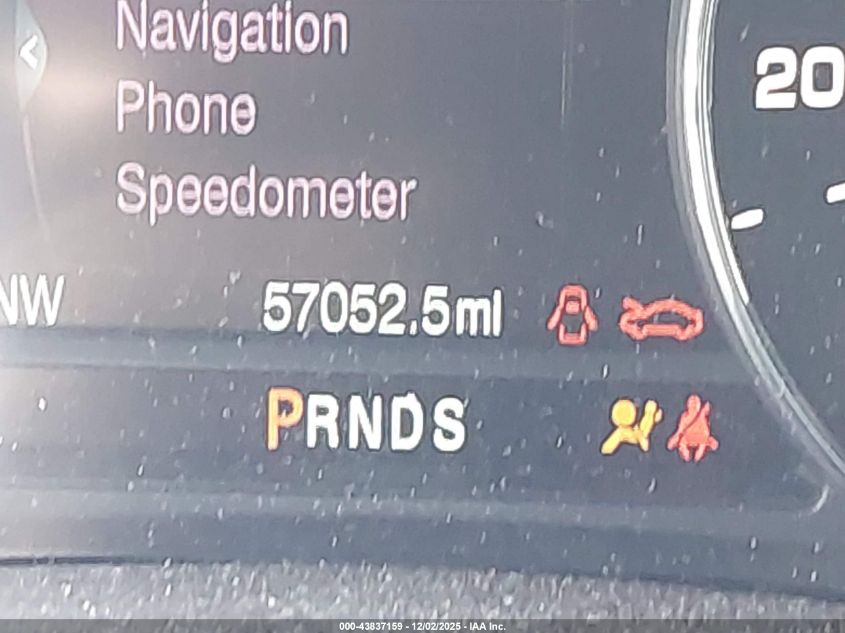 Navigation
20
Phone
Speedometer
NW
57052.5mi
PRNDS
000-43837159 - 12/02/2025 - IAA Inc.